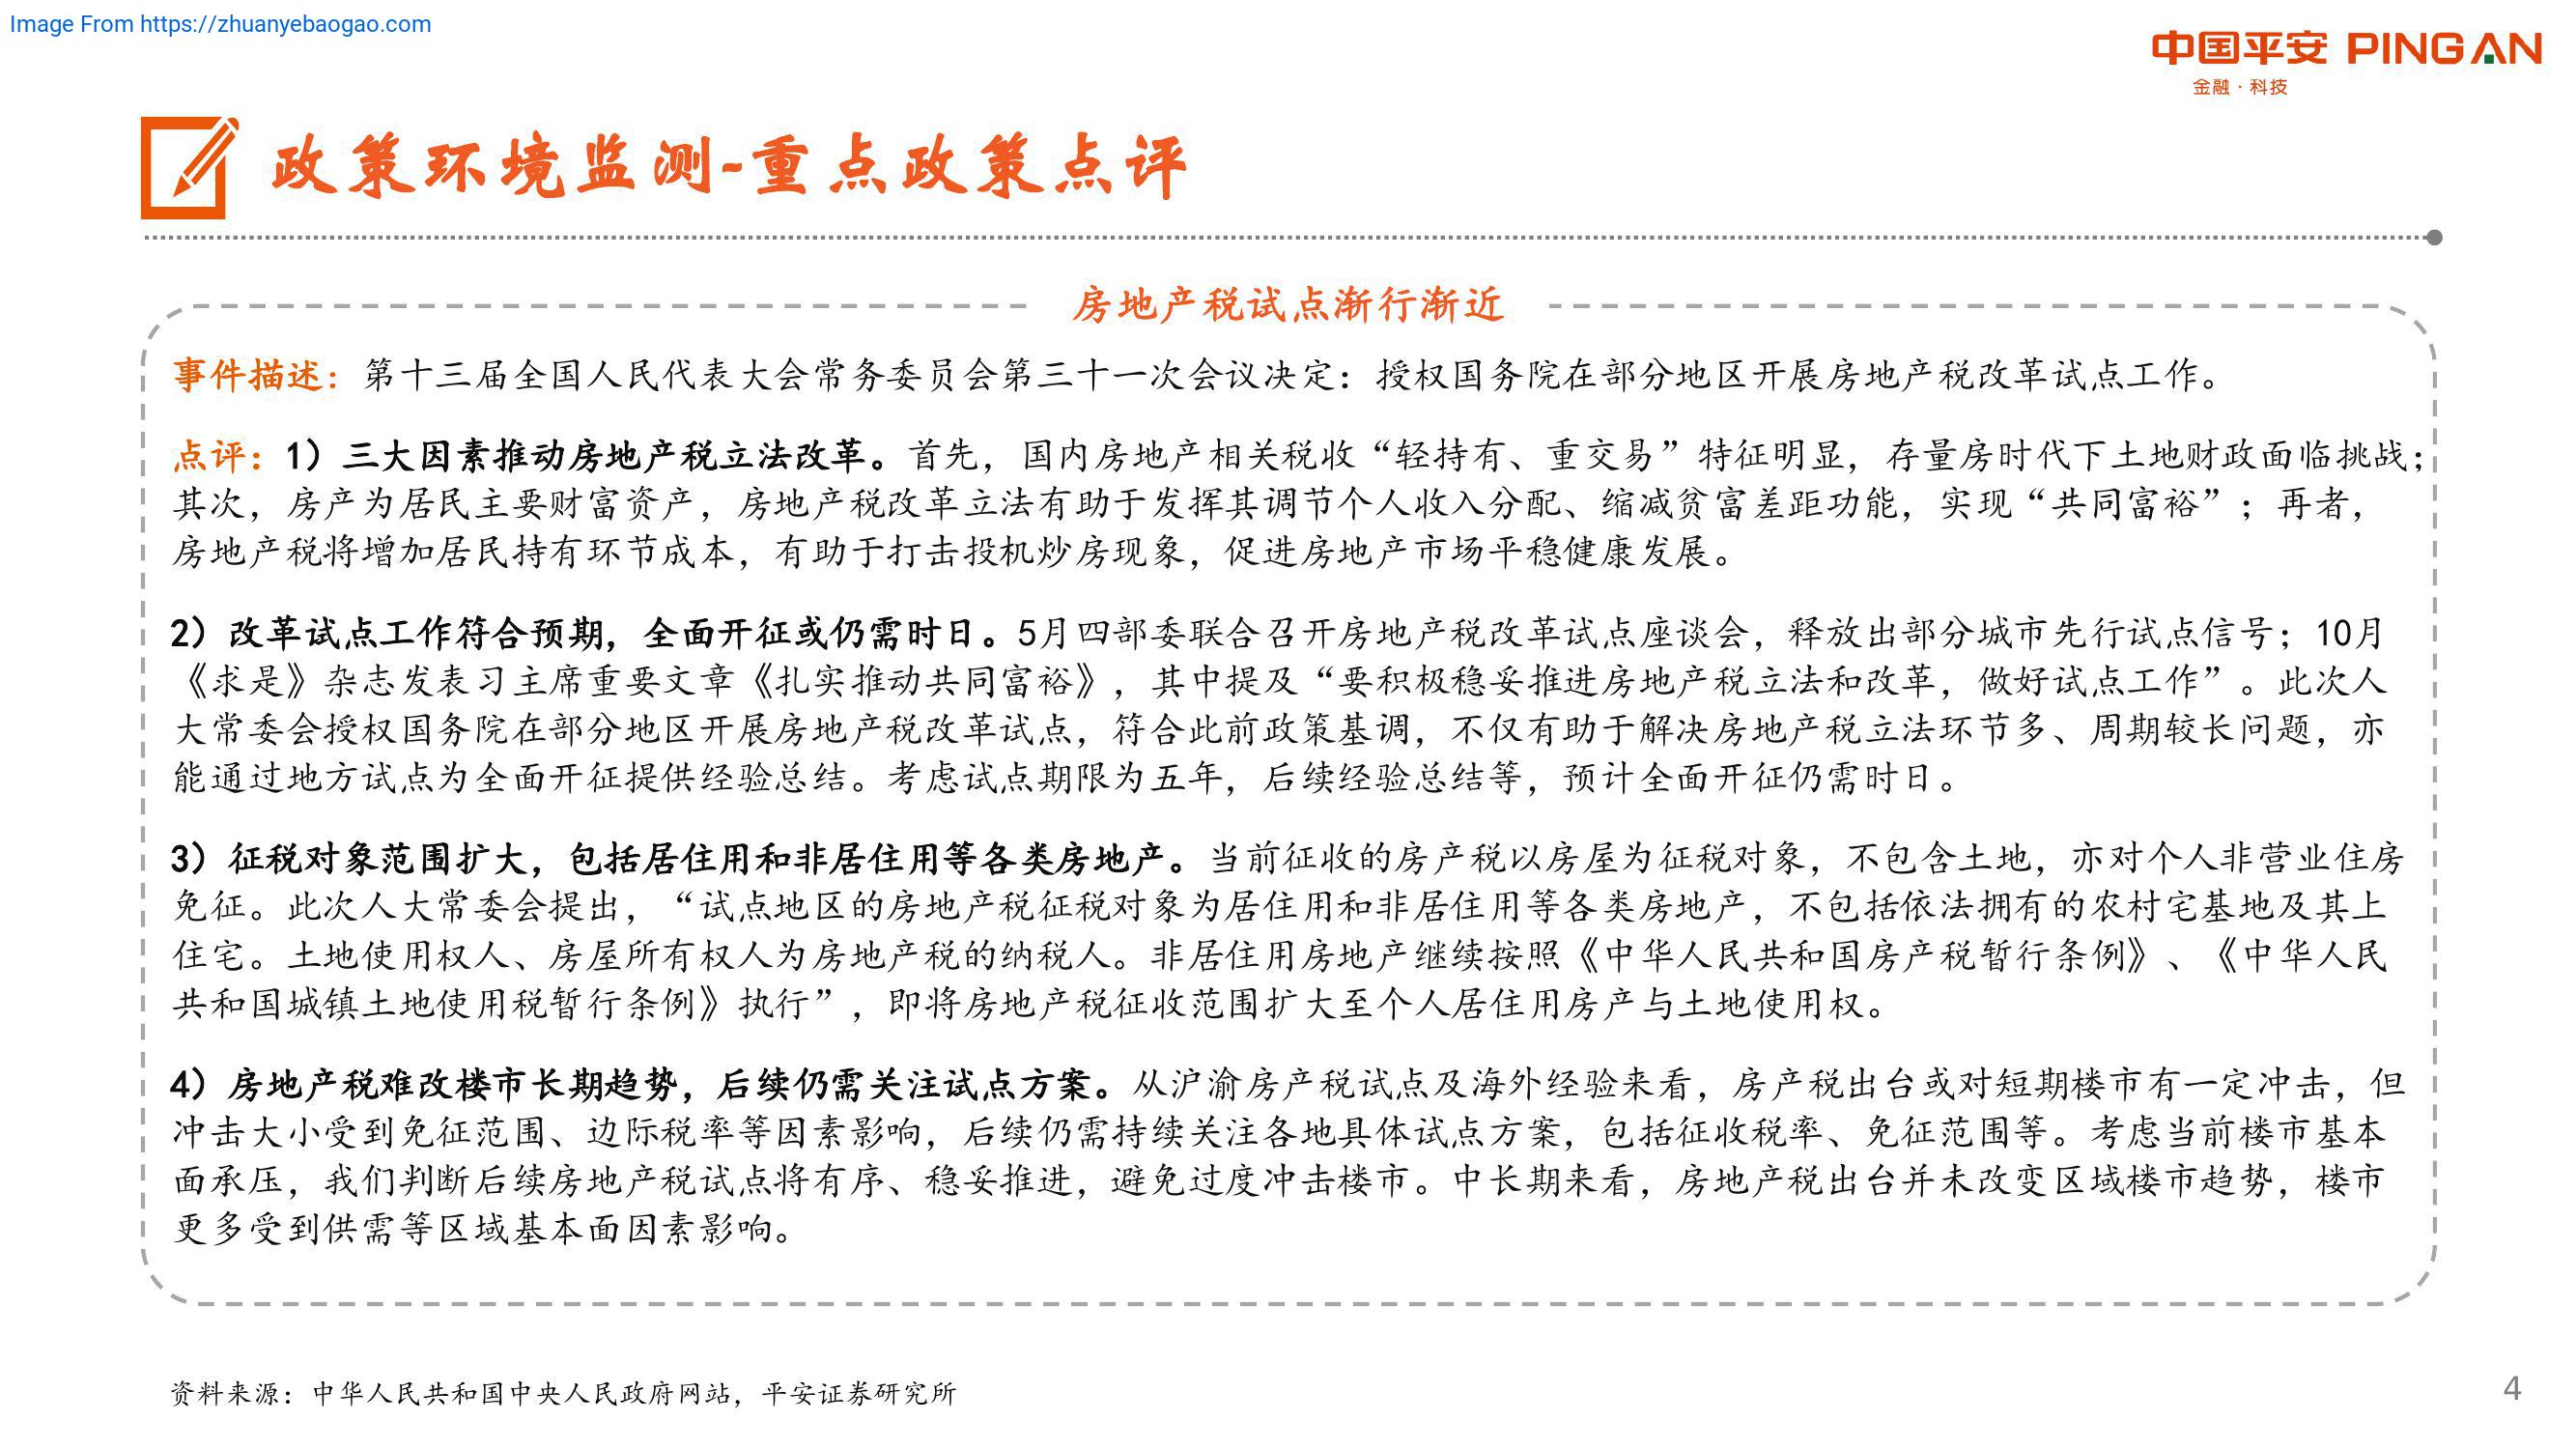 Image From https://zhuanyebaogao.com
中国平安 PINGAN
金融·科技
政策环境监测-重点政策点评
房地产税试点渐行渐近
事件描述：第十三届全国人民代表大会常务委员会第三十一次会议决定：授权国务院在部分地区开展房地产税改革试点工作。
点评：1）三大因素推动房地产税立法改革。首先，国内房地产相关税收“轻持有、重交易”特征明显，存量房时代下土地财政面临挑战；
其次，房产为居民主要财富资产，房地产税改革立法有助于发挥其调节个人收入分配、缩减贫富差距功能，实现“共同富裕”；再者，
房地产税将增加居民持有环节成本，有助于打击投机炒房现象，促进房地产市场平稳健康发展。
2）改革试点工作符合预期，全面开征或仍需时日。5月四部委联合召开房地产税改革试点座谈会，释放出部分城市先行试点信号；10月
《求是》杂志发表习主席重要文章《扎实推动共同富裕》，其中提及“要积极稳妥推进房地产税立法和改革，做好试点工作”。此次人
大常委会授权国务院在部分地区开展房地产税改革试点，符合此前政策基调，不仅有助于解决房地产税立法环节多、周期较长问题，亦
能通过地方试点为全面开征提供经验总结。考虑试点期限为五年，后续经验总结等，预计全面开征仍需时日。
3）征税对象范围扩大，包括居住用和非居住用等各类房地产。当前征收的房产税以房屋为征税对象，不包含土地，亦对个人非营业住房
免征。此次人大常委会提出，“试点地区的房地产税征税对象为居住用和非居住用等各类房地产，不包括依法拥有的农村宅基地及其上
住宅。土地使用权人、房屋所有权人为房地产税的纳税人。非居住用房地产继续按照《中华人民共和国房产税暂行条例》、《中华人民
共和国城镇土地使用税暂行条例》执行”，即将房地产税征收范围扩大至个人居住用房产与土地使用权。
4）房地产税难改楼市长期趋势，后续仍需关注试点方案。从沪渝房产税试点及海外经验来看，房产税出台或对短期楼市有一定冲击，但
冲击大小受到免征范围、边际税率等因素影响，后续仍需持续关注各地具体试点方案，包括征收税率、免征范围等。考虑当前楼市基本
面承压，我们判断后续房地产税试点将有序、稳妥推进，避免过度冲击楼市。中长期来看，房地产税出台并未改变区域楼市趋势，楼市
更多受到供需等区域基本面因素影响。
资料来源：中华人民共和国中央人民政府网站，平安证券研究所
4